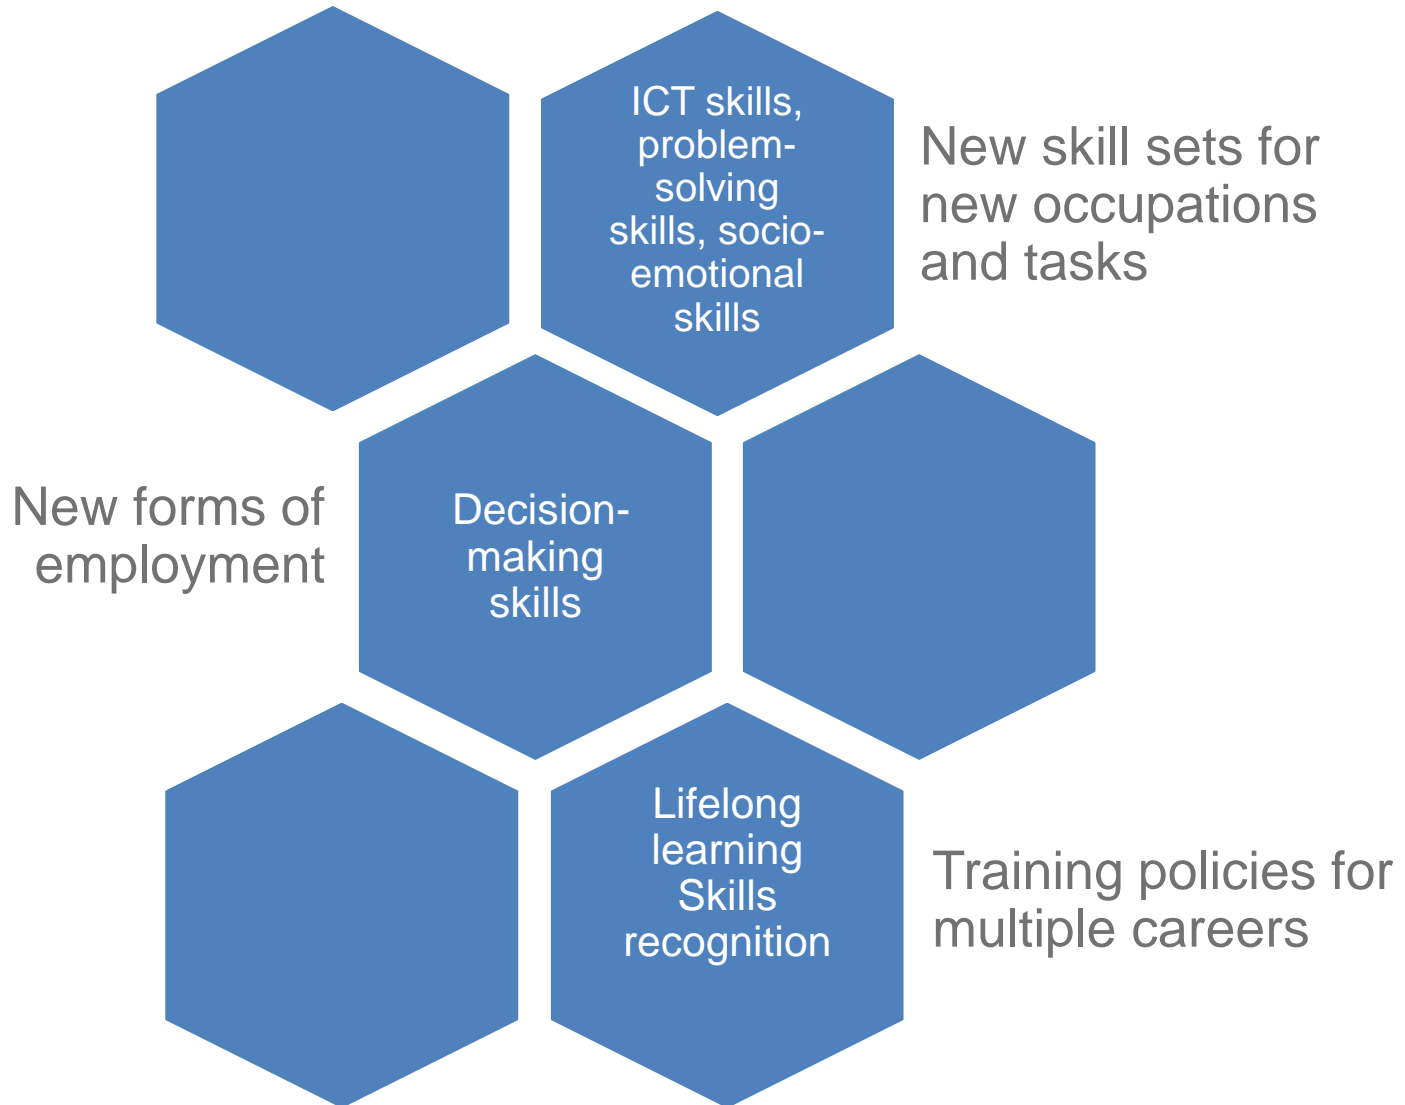 ICT skills,
problem-
solving
skills, socio-
emotional
skills
New skill sets for
new occupations
and tasks
New forms of
employment
Decision-
making
skills
Lifelong
learning
Skills
recognition
Training policies for
multiple careers